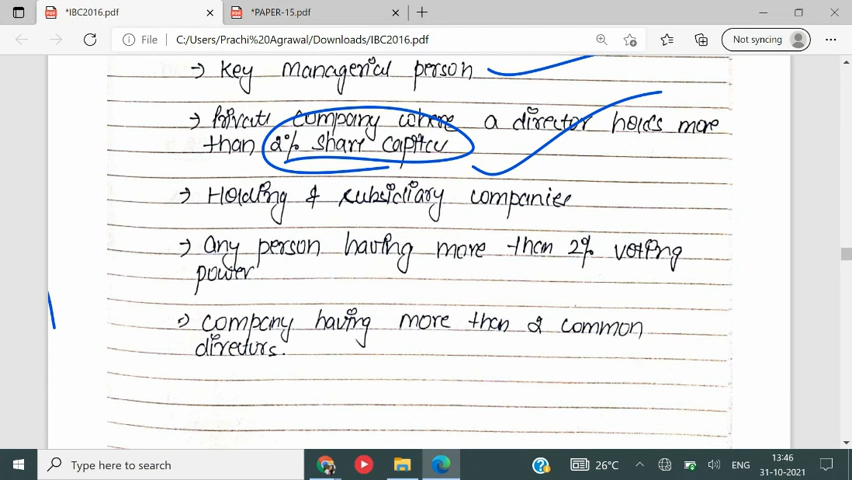 *IBC2016.pdf
*PAPER-15.pdf
File
C:/Users/Prachi%20Agrawal/Downloads/IBC2016.pdf
Not syncing
→ Key Managerial person
→ Private company where a director holds more
than 2% share capital
→ Holding & subsidiary companies
→ any person having more than 2% voting
power
→ company having more than 2 common
directors.
Type here to search
26°C
ENG
13:46
31-10-2021